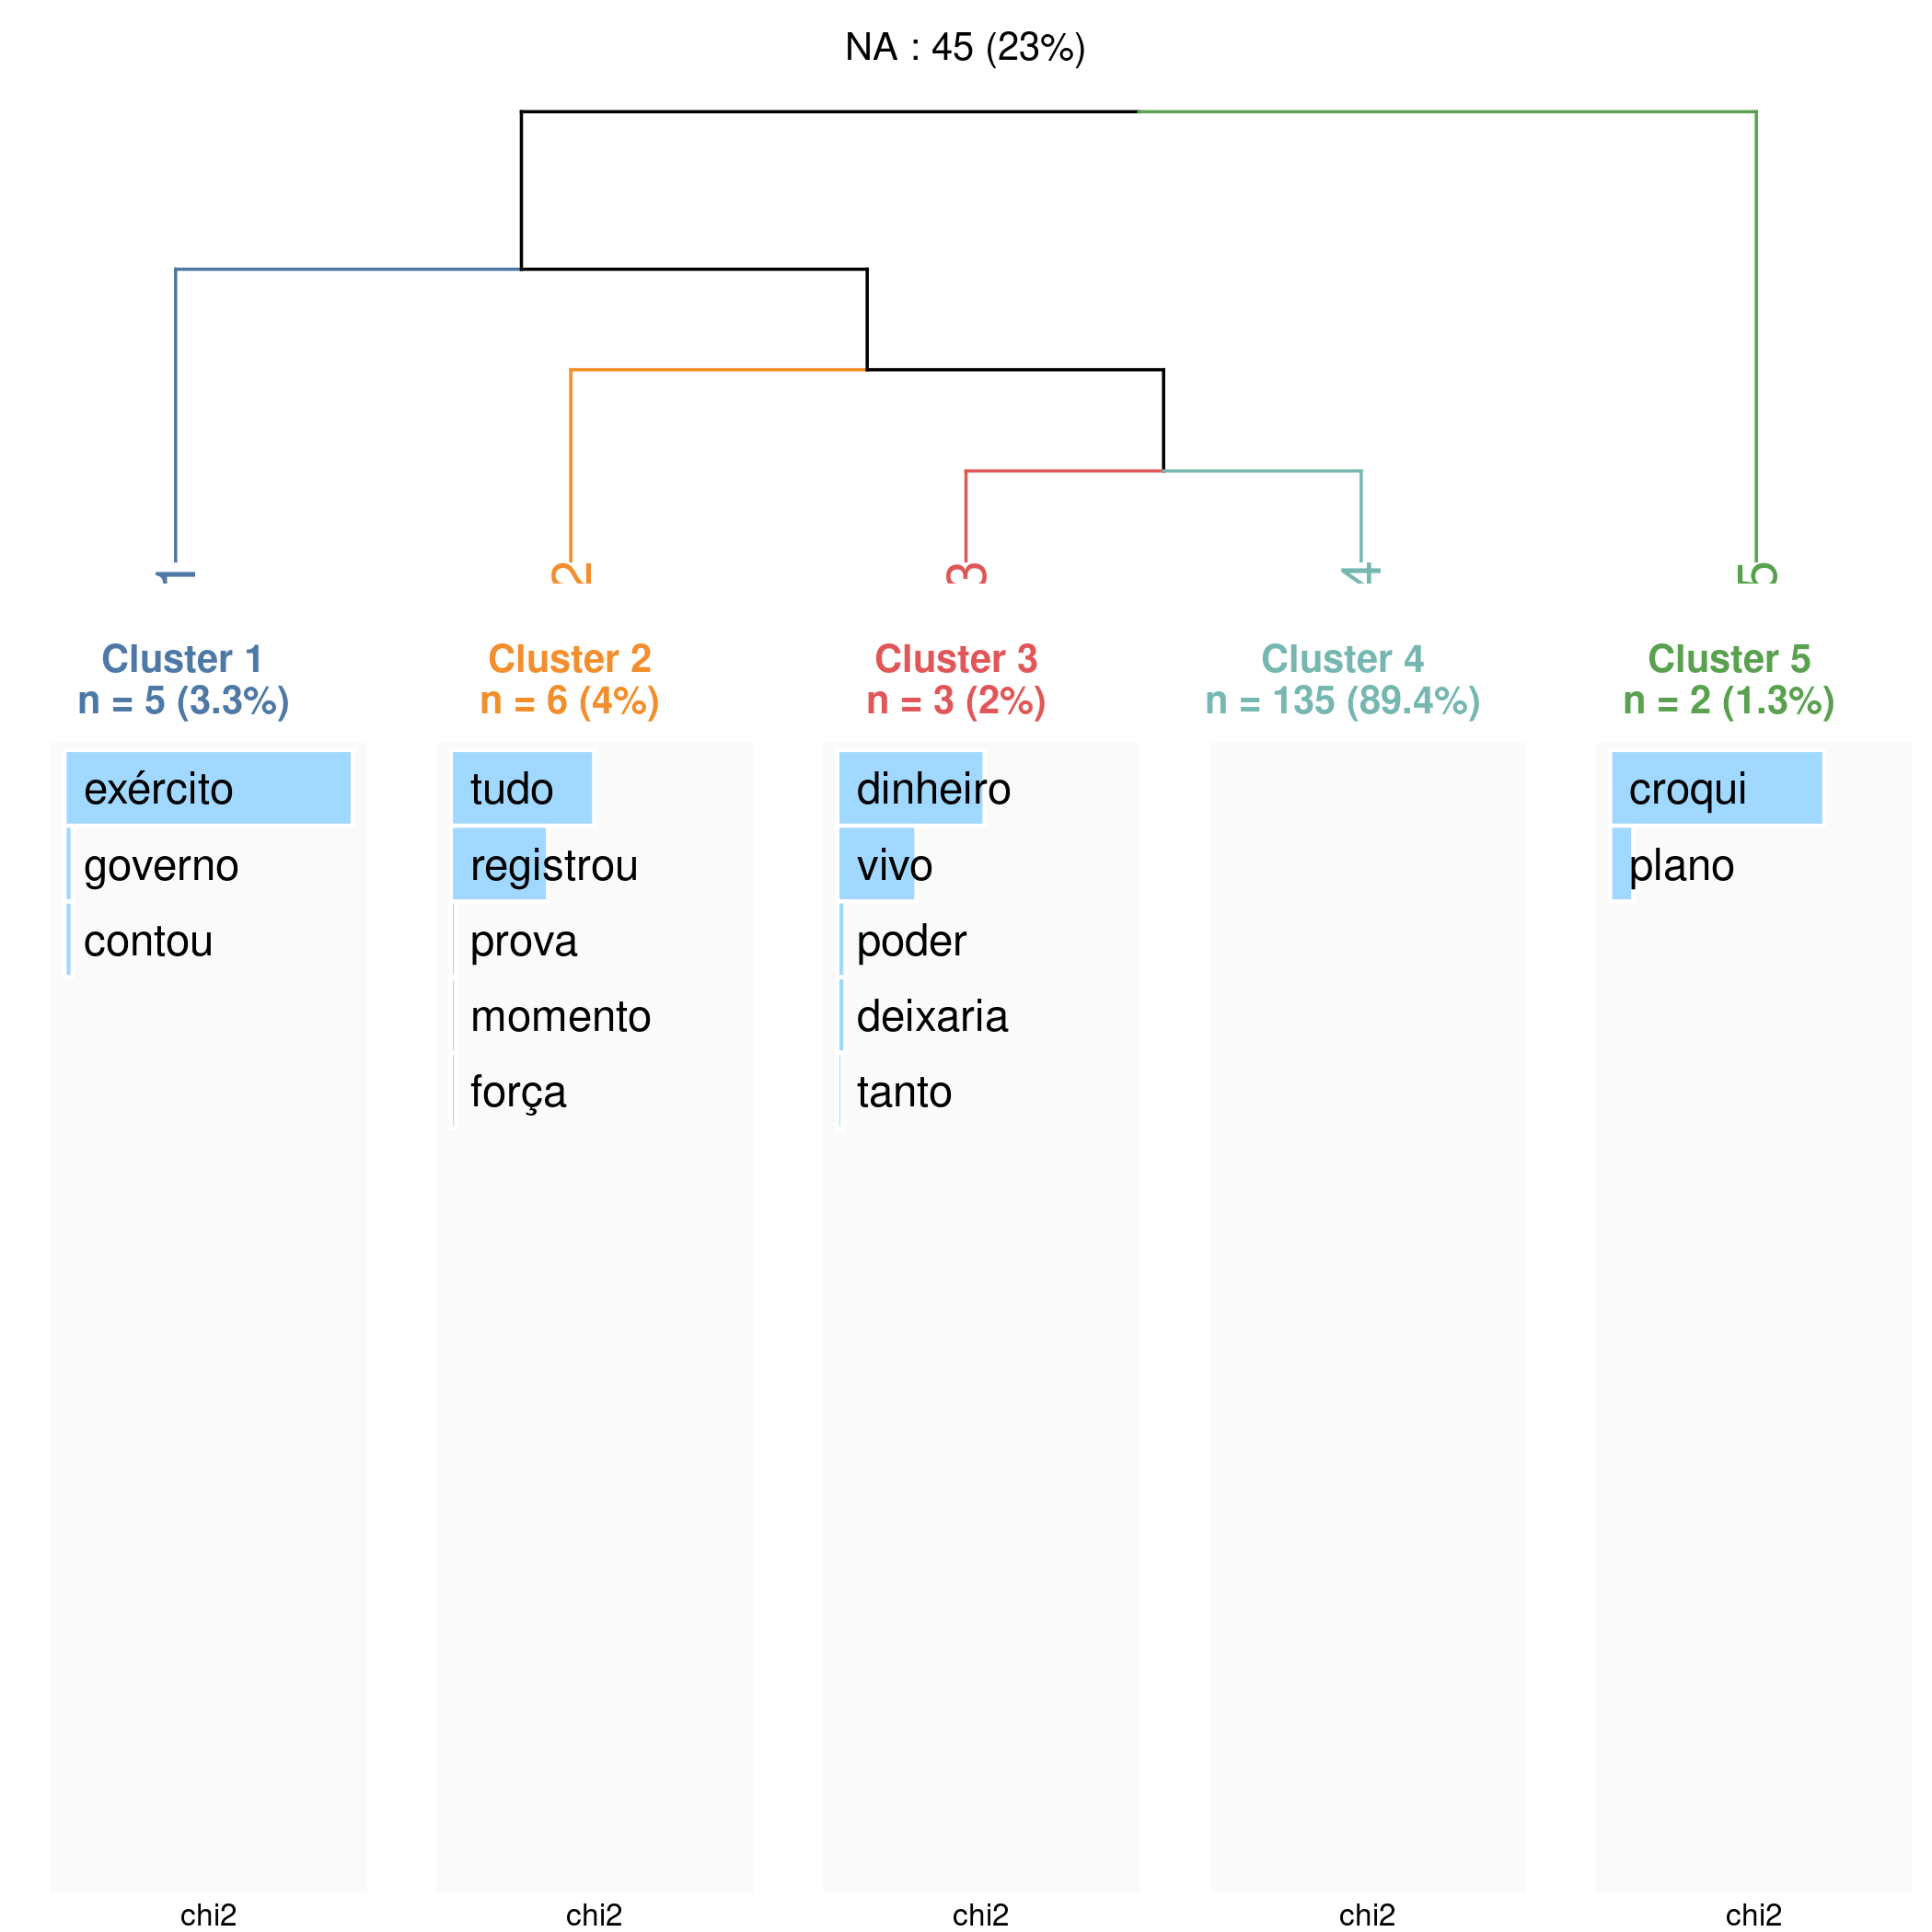 NA : 45 (23%)
1 2 3 4 5
Cluster 1 Cluster 2 Cluster 3 Cluster 4 Cluster 5
n = 5 (3.3%) n = 6 (4%) n = 3 (2%) n = 135 (89.4%) n = 2 (1.3%)
exército tudo dinheiro croqui
governo registrou vivo plano
contou prova poder
momento deixaria
força tanto
chi2 chi2 chi2 chi2 chi2